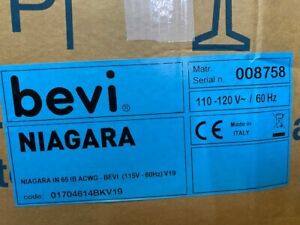 bevi®
NIAGARA
NIAGARA IN 65 IB ACWG - BEVI (115V - 60Hz) V19
code: 01704614BKV19
Matr.
Serial n. 008758
110 -120 V~ / 60 Hz
CE
Made in
ITALY